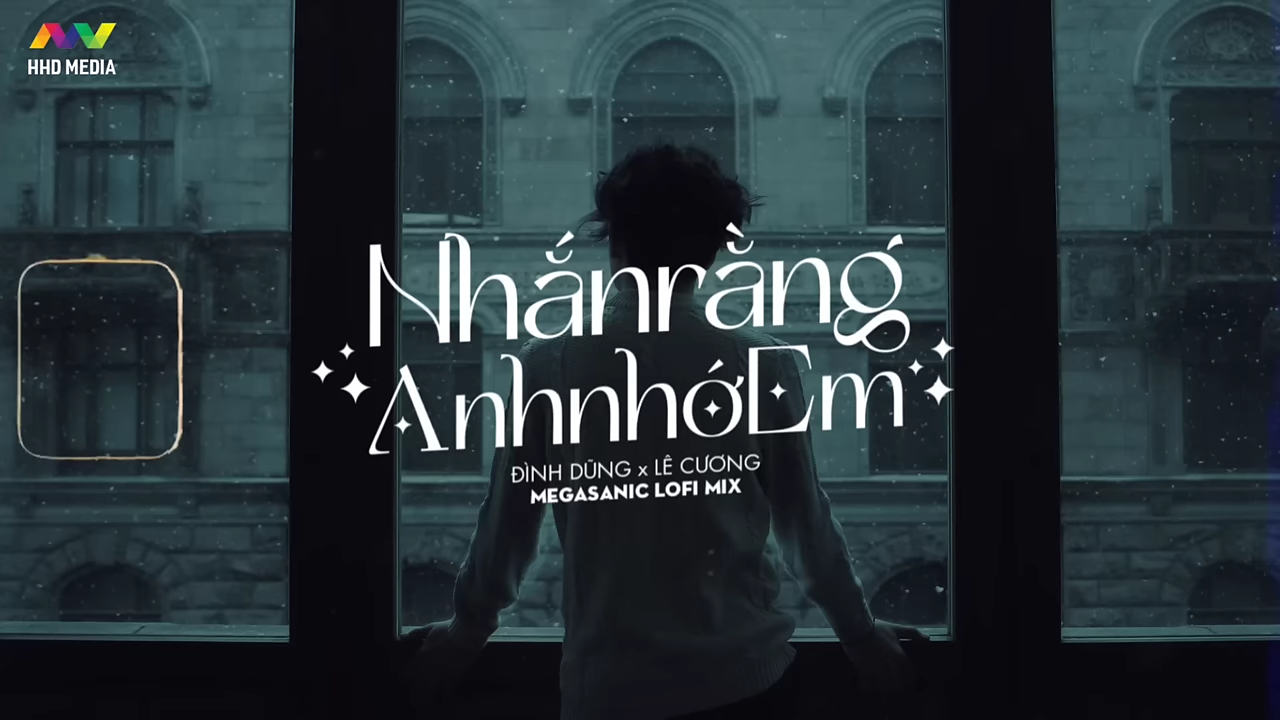 HHD MEDIA
Nhắn rằng
Anh nhớ Em
ĐÌNH DŨNG x LÊ CƯƠNG
MEGASANIC LOFI MIX